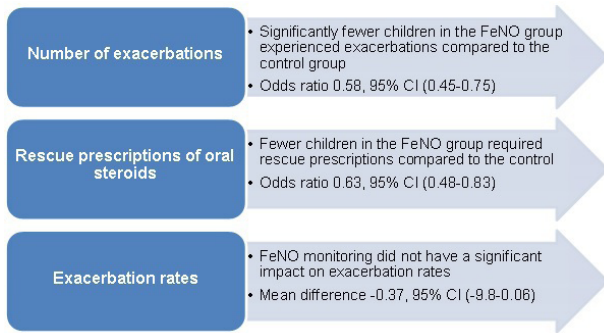 Number of exacerbations
• Significantly fewer children in the FeNO group
experienced exacerbations compared to the
control group
• Odds ratio 0.58, 95% CI (0.45-0.75)
Rescue prescriptions of oral
steroids
• Fewer children in the FeNO group required
rescue prescriptions compared to the control
• Odds ratio 0.63, 95% CI (0.48-0.83)
Exacerbation rates
• FeNO monitoring did not have a significant
impact on exacerbation rates
• Mean difference -0.37, 95% CI (-9.8-0.06)